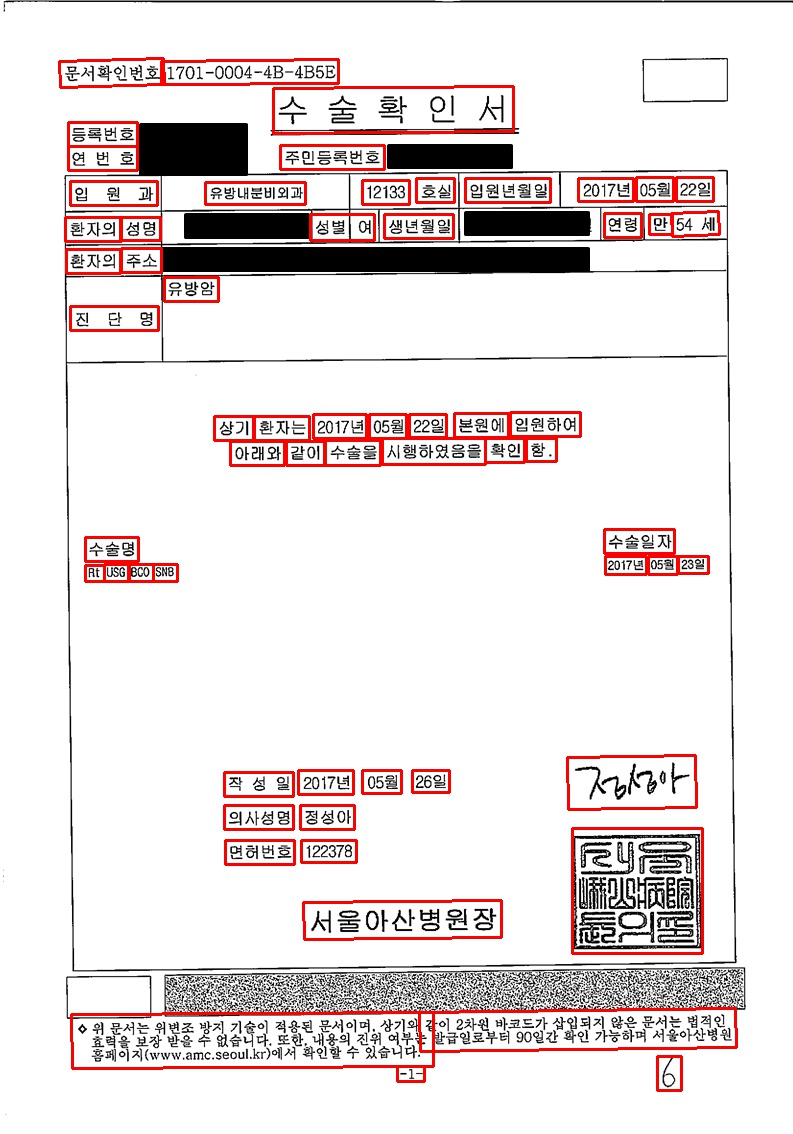 문서확인번호 1701-0004-4B-4B5E
수 술 확 인 서
등록번호
연 번 호 주민등록번호
입 원 과 유방내분비외과 12133 호실 입원년월일 2017년 05월 22일
환자의 성명 성별 여 생년월일 연령 만 54 세
환자의 주소
진 단 명 유방암
상기 환자는 2017년 05월 22일 본원에 입원하여
아래와 같이 수술을 시행하였음을 확인 함.
수술명 수술일자
Rt USG BCO SNB 2017년 05월 23일
작 성 일 2017년 05월 26일
의사성명 정성아
정성아
면허번호 122378
서울아산병원장
◇ 위 문서는 위변조 방지 기술이 적용된 문서이며, 상기와 같이 2차원 바코드가 삽입되지 않은 문서는 법적인
효력을 보장 받을 수 없습니다. 또한, 내용의 진위 여부는 발급일로부터 90일간 확인 가능하며 서울아산병원
홈페이지(www.amc.seoul.kr)에서 확인할 수 있습니다.
-1-
6